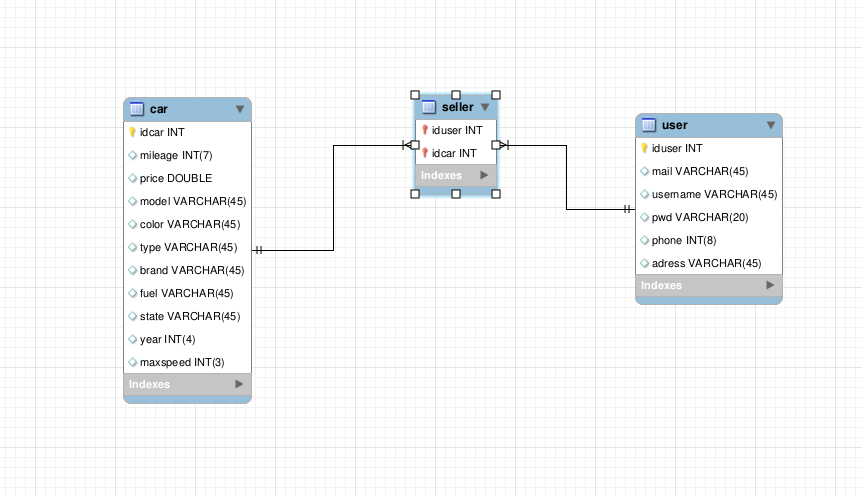 car
idcar INT
mileage INT(7)
price DOUBLE
model VARCHAR(45)
color VARCHAR(45)
type VARCHAR(45)
brand VARCHAR(45)
fuel VARCHAR(45)
state VARCHAR(45)
year INT(4)
maxspeed INT(3)
Indexes
seller
iduser INT
idcar INT
Indexes
user
iduser INT
mail VARCHAR(45)
username VARCHAR(45)
pwd VARCHAR(20)
phone INT(8)
adress VARCHAR(45)
Indexes